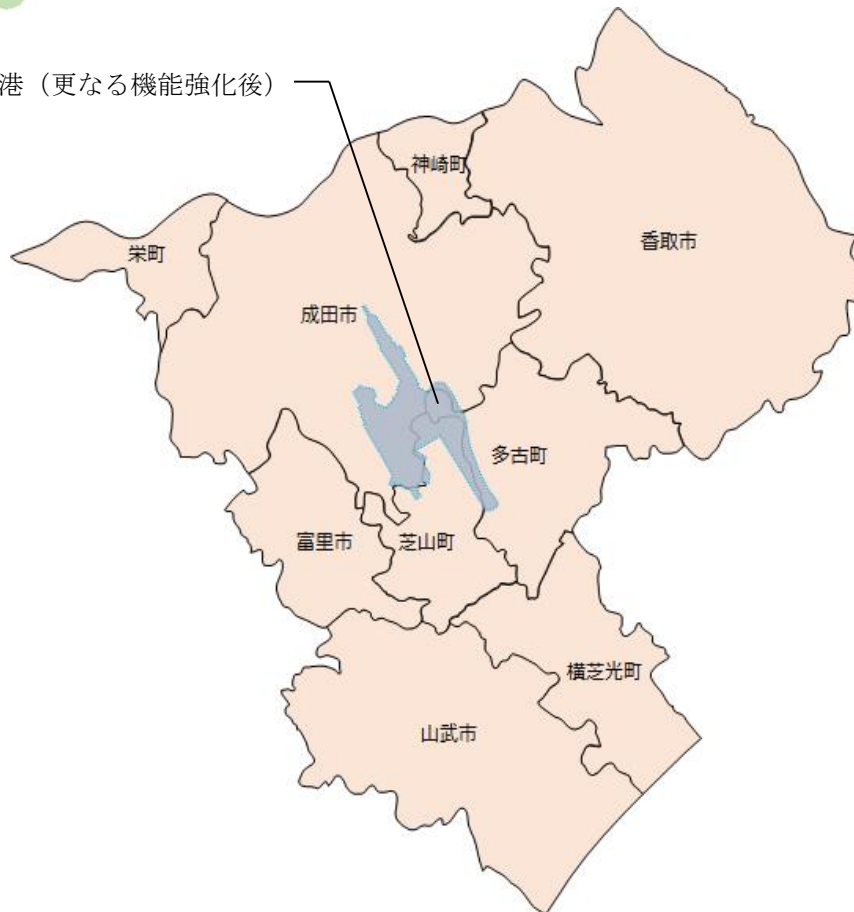 港（更なる機能強化後）
神崎町
香取市
栄町
成田市
多古町
富里市
芝山町
横芝光町
山武市